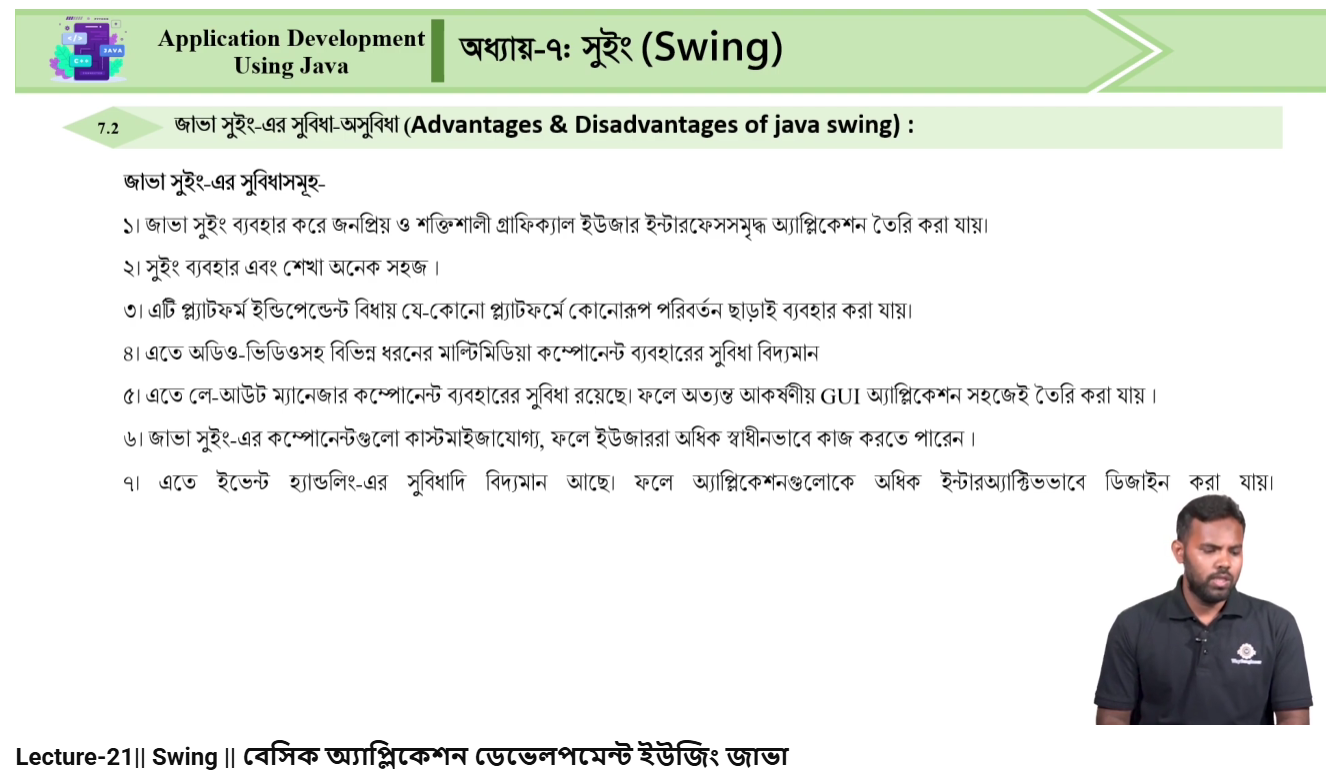 Application Development
Using Java
অধ্যায়-৭: সুইং (Swing)
7.2
জাভা সুইং-এর সুবিধা-অসুবিধা (Advantages & Disadvantages of java swing) :
জাভা সুইং-এর সুবিধাসমূহ-
১। জাভা সুইং ব্যবহার করে জনপ্রিয় ও শক্তিশালী গ্রাফিক্যাল ইউজার ইন্টারফেসসমৃদ্ধ অ্যাপ্লিকেশন তৈরি করা যায়।
২। সুইং ব্যবহার এবং শেখা অনেক সহজ।
৩। এটি প্ল্যাটফর্ম ইন্ডিপেন্ডেন্ট বিধায় যে-কোনো প্ল্যাটফর্মে কোনোরূপ পরিবর্তন ছাড়াই ব্যবহার করা যায়।
৪। এতে অডিও-ভিডিওসহ বিভিন্ন ধরনের মাল্টিমিডিয়া কম্পোনেন্ট ব্যবহারের সুবিধা বিদ্যমান
৫। এতে লে-আউট ম্যানেজার কম্পোনেন্ট ব্যবহারের সুবিধা রয়েছে। ফলে অত্যন্ত আকর্ষণীয় GUI অ্যাপ্লিকেশন সহজেই তৈরি করা যায়।
৬। জাভা সুইং-এর কম্পোনেন্টগুলো কাস্টমাইজাযোগ্য, ফলে ইউজাররা অধিক স্বাধীনভাবে কাজ করতে পারেন।
৭। এতে ইভেন্ট হ্যান্ডলিং-এর সুবিধাদি বিদ্যমান আছে। ফলে অ্যাপ্লিকেশনগুলোকে অধিক ইন্টারঅ্যাক্টিভভাবে ডিজাইন করা যায়।
</> JAVA
C++
Lecture-21|| Swing || বেসিক অ্যাপ্লিকেশন ডেভেলপমেন্ট ইউজিং জাভা